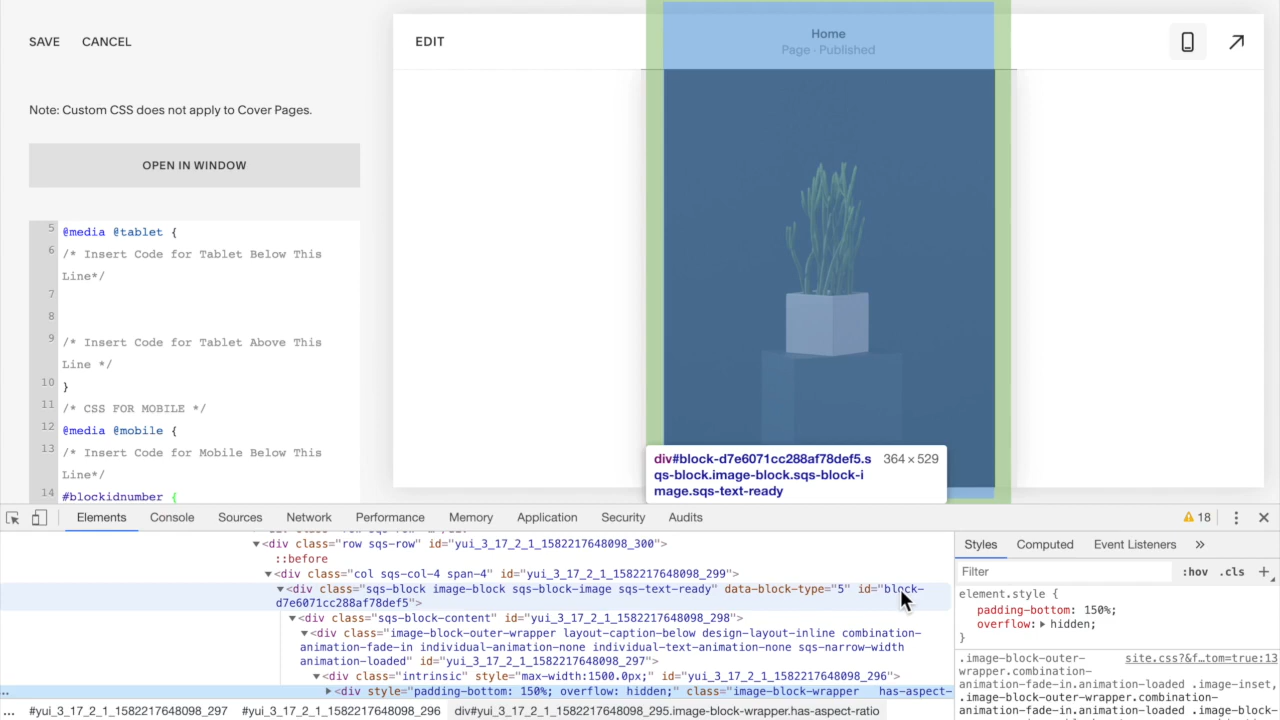 SAVE CANCEL
Note: Custom CSS does not apply to Cover Pages.
OPEN IN WINDOW
5 @media @tablet {
6 /* Insert Code for Tablet Below This
Line*/
7
8
9 /* Insert Code for Tablet Above This
Line */
10 }
11 /* CSS FOR MOBILE */
12 @media @mobile {
13 /* Insert Code for Mobile Below This
Line*/
14 #blockidnumber {
EDIT
Home
Page · Published
div#block-d7e6071cc288af78def5.s 364 × 529
qs-block.image-block.sqs-block-i
mage.sqs-text-ready
Elements Console Sources Network Performance Memory Application Security Audits 18
<div class="row sqs-row" id="yui_3_17_2_1_1582217648098_300">
::before
<div class="col sqs-col-4 span-4" id="yui_3_17_2_1_1582217648098_299">
<div class="sqs-block image-block sqs-block-image sqs-text-ready" data-block-type="5" id="block-
d7e6071cc288af78def5">
<div class="sqs-block-content" id="yui_3_17_2_1_1582217648098_298">
<div class="image-block-outer-wrapper layout-caption-below design-layout-inline combination-
animation-fade-in individual-animation-none individual-text-animation-none sqs-narrow-width
animation-loaded" id="yui_3_17_2_1_1582217648098_297">
<div class="intrinsic" style="max-width:1500.0px;" id="yui_3_17_2_1_1582217648098_296">
… <div style="padding-bottom: 150%; overflow: hidden;" class="image-block-wrapper has-aspect-
… #yui_3_17_2_1_1582217648098_297 #yui_3_17_2_1_1582217648098_296 div#yui_3_17_2_1_1582217648098_295.image-block-wrapper.has-aspect-ratio
Styles Computed Event Listeners »
Filter :hov .cls +
element.style {
padding-bottom: 150%;
overflow: hidden;
}
.image-block-outer- site.css?&f…tom=true:13
wrapper.combination-
animation-fade-in.animation-loaded .image-inset,
.image-block-outer-wrapper.combination-
animation-fade-in.animation-loaded .image-block-